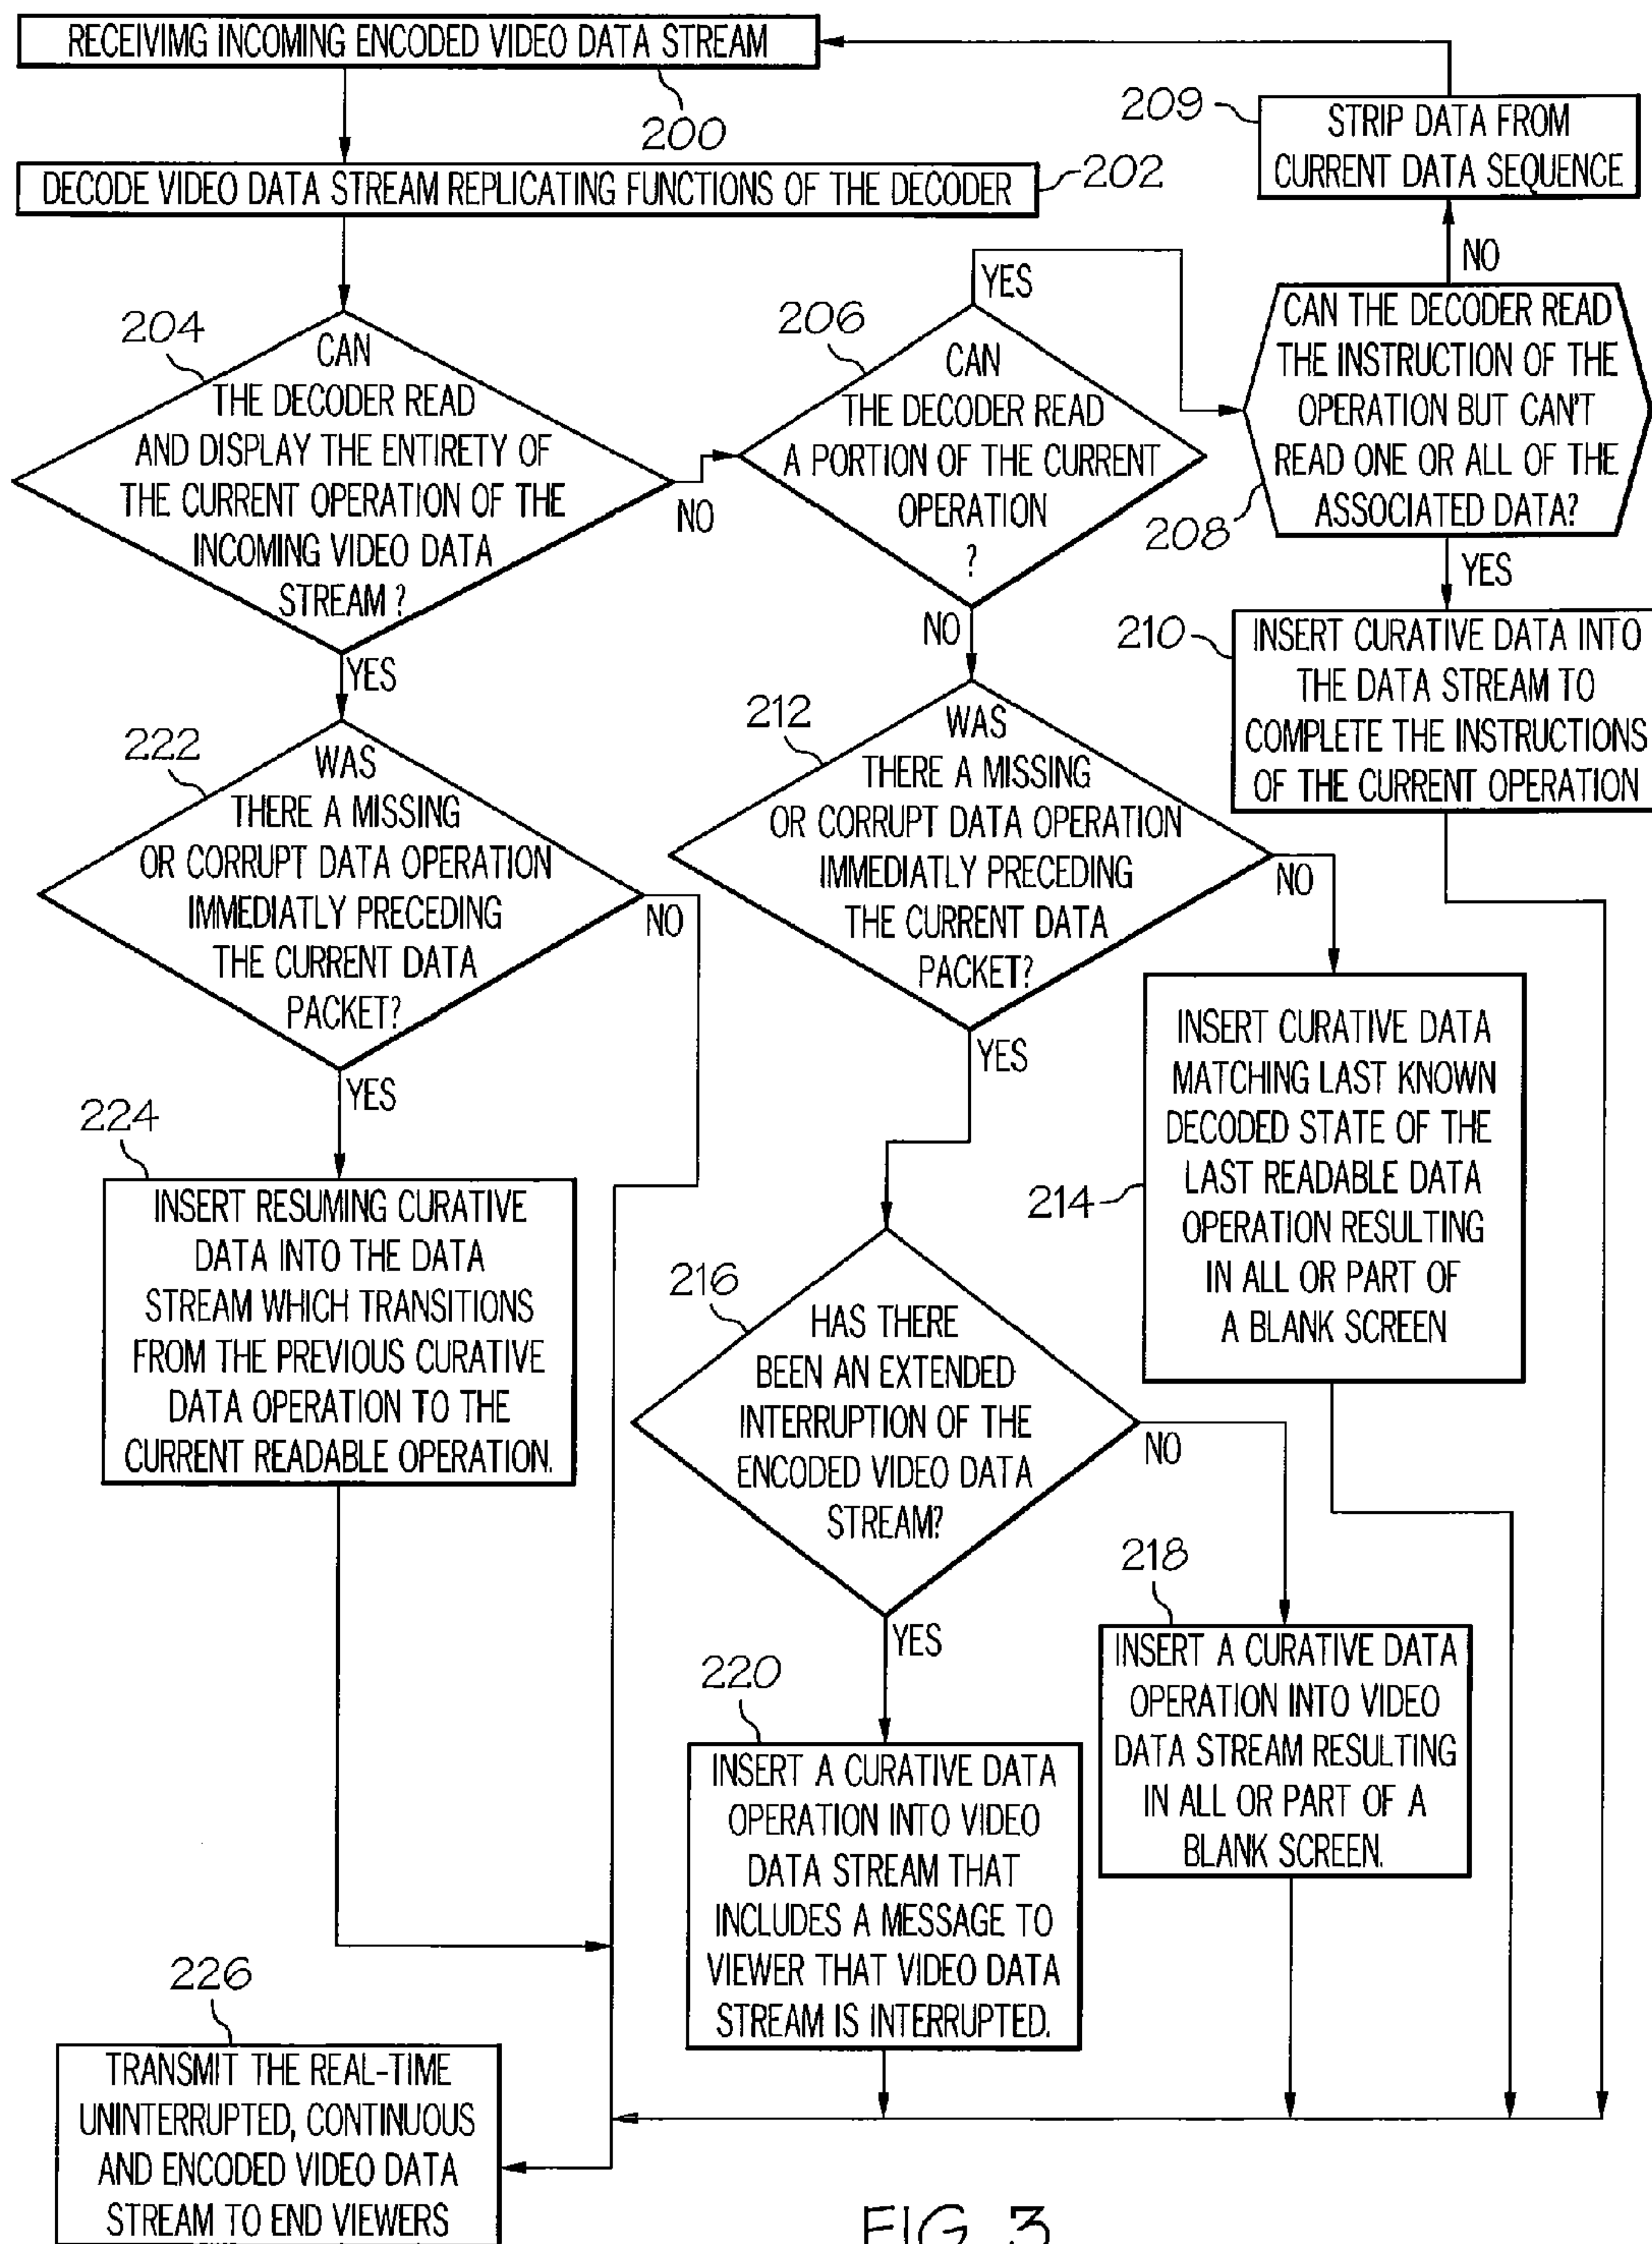 RECEIVIMG INCOMING ENCODED VIDEO DATA STREAM
200
209
STRIP DATA FROM
CURRENT DATA SEQUENCE
DECODE VIDEO DATA STREAM REPLICATING FUNCTIONS OF THE DECODER
202
NO
204
CAN
THE DECODER READ
AND DISPLAY THE ENTIRETY OF
THE CURRENT OPERATION OF THE
INCOMING VIDEO DATA
STREAM ?
NO
YES
206
YES
CAN
THE DECODER READ
A PORTION OF THE CURRENT
OPERATION
?
NO
CAN THE DECODER READ
THE INSTRUCTION OF THE
OPERATION BUT CAN'T
READ ONE OR ALL OF THE
ASSOCIATED DATA?
208
YES
210
INSERT CURATIVE DATA INTO
THE DATA STREAM TO
COMPLETE THE INSTRUCTIONS
OF THE CURRENT OPERATION
222
WAS
THERE A MISSING
OR CORRUPT DATA OPERATION
IMMEDIATLY PRECEDING
THE CURRENT DATA
PACKET?
NO
YES
212
WAS
THERE A MISSING
OR CORRUPT DATA OPERATION
IMMEDIATLY PRECEDING
THE CURRENT DATA
PACKET?
NO
YES
214
INSERT CURATIVE DATA
MATCHING LAST KNOWN
DECODED STATE OF THE
LAST READABLE DATA
OPERATION RESULTING
IN ALL OR PART OF
A BLANK SCREEN
224
INSERT RESUMING CURATIVE
DATA INTO THE DATA
STREAM WHICH TRANSITIONS
FROM THE PREVIOUS CURATIVE
DATA OPERATION TO THE
CURRENT READABLE OPERATION.
216
HAS THERE
BEEN AN EXTENDED
INTERRUPTION OF THE
ENCODED VIDEO DATA
STREAM?
NO
YES
218
INSERT A CURATIVE DATA
OPERATION INTO VIDEO
DATA STREAM RESULTING
IN ALL OR PART OF A
BLANK SCREEN.
220
INSERT A CURATIVE DATA
OPERATION INTO VIDEO
DATA STREAM THAT
INCLUDES A MESSAGE TO
VIEWER THAT VIDEO DATA
STREAM IS INTERRUPTED.
226
TRANSMIT THE REAL-TIME
UNINTERRUPTED, CONTINUOUS
AND ENCODED VIDEO DATA
STREAM TO END VIEWERS
FIG. 3